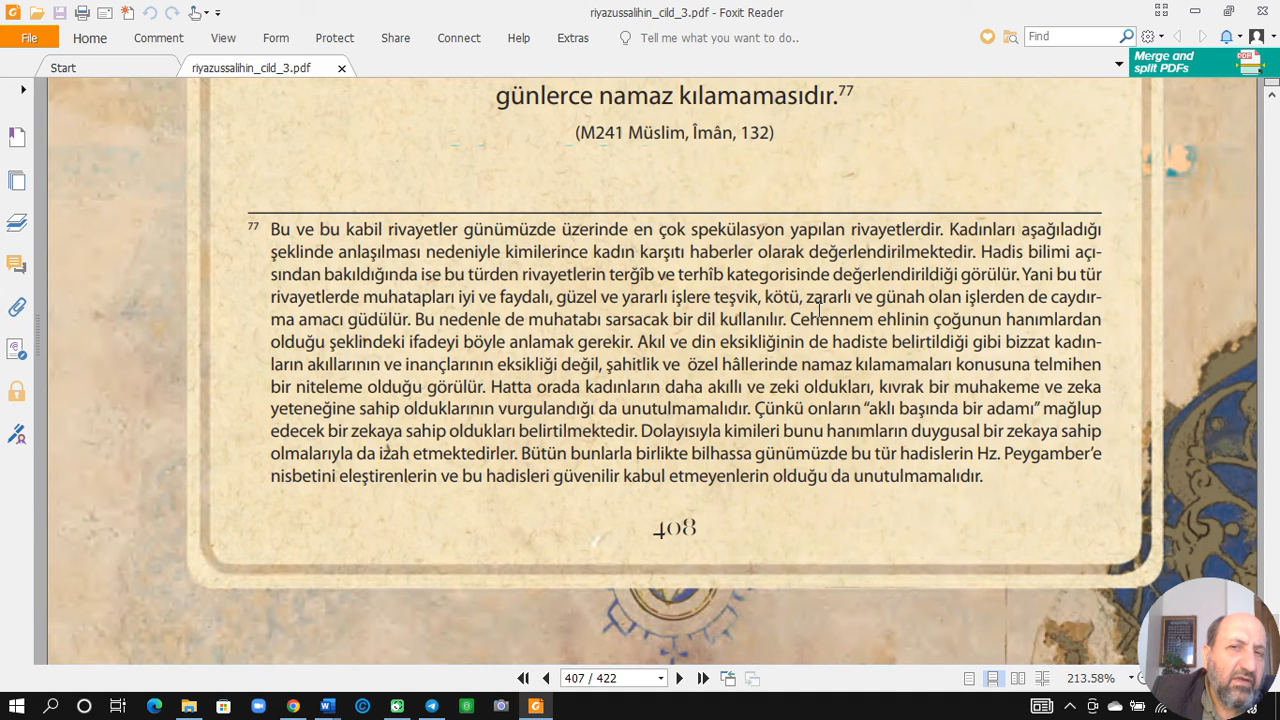 riyazussalihin_cild_3.pdf - Foxit Reader
File Home Comment View Form Protect Share Connect Help Extras Tell me what you want to do.. Find
Start riyazussalihin_cild_3.pdf
Merge and
split PDFs
günlerce namaz kılamamasıdır.77
(M241 Müslim, Îmân, 132)
77 Bu ve bu kabil rivayetler günümüzde üzerinde en çok spekülasyon yapılan rivayetlerdir. Kadınları aşağıladığı
şeklinde anlaşılması nedeniyle kimilerince kadın karşıtı haberler olarak değerlendirilmektedir. Hadis bilimi açı-
sından bakıldığında ise bu türden rivayetlerin terğîb ve terhîb kategorisinde değerlendirildiği görülür. Yani bu tür
rivayetlerde muhatapları iyi ve faydalı, güzel ve yararlı işlere teşvik, kötü, zararlı ve günah olan işlerden de caydır-
ma amacı güdülür. Bu nedenle de muhatabı sarsacak bir dil kullanılır. Cehennem ehlinin çoğunun hanımlardan
olduğu şeklindeki ifadeyi böyle anlamak gerekir. Akıl ve din eksikliğinin de hadiste belirtildiği gibi bizzat kadın-
ların akıllarının ve inançlarının eksikliği değil, şahitlik ve özel hâllerinde namaz kılamamaları konusuna telmihen
bir niteleme olduğu görülür. Hatta orada kadınların daha akıllı ve zeki oldukları, kıvrak bir muhakeme ve zeka
yeteneğine sahip olduklarının vurgulandığı da unutulmamalıdır. Çünkü onların “aklı başında bir adamı” mağlup
edecek bir zekaya sahip oldukları belirtilmektedir. Dolayısıyla kimileri bunu hanımların duygusal bir zekaya sahip
olmalarıyla da izah etmektedirler. Bütün bunlarla birlikte bilhassa günümüzde bu tür hadislerin Hz. Peygamber’e
nisbetini eleştirenlerin ve bu hadisleri güvenilir kabul etmeyenlerin olduğu da unutulmamalıdır.
408
407 / 422
213.58%